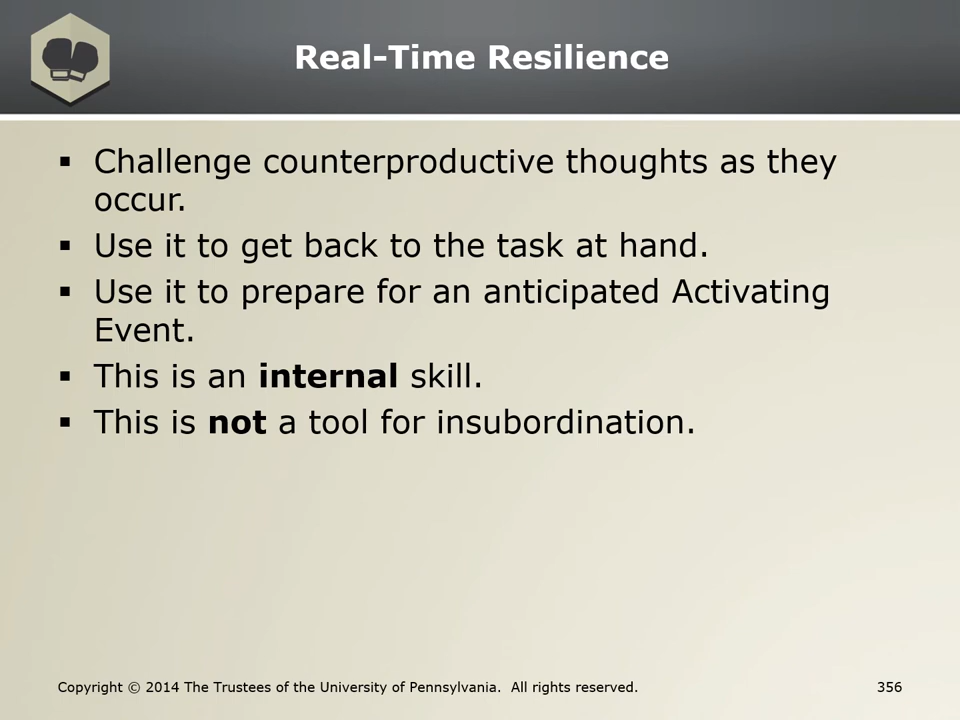 Real-Time Resilience
▪ Challenge counterproductive thoughts as they
occur.
▪ Use it to get back to the task at hand.
▪ Use it to prepare for an anticipated Activating
Event.
▪ This is an internal skill.
▪ This is not a tool for insubordination.
Copyright © 2014 The Trustees of the University of Pennsylvania. All rights reserved. 356